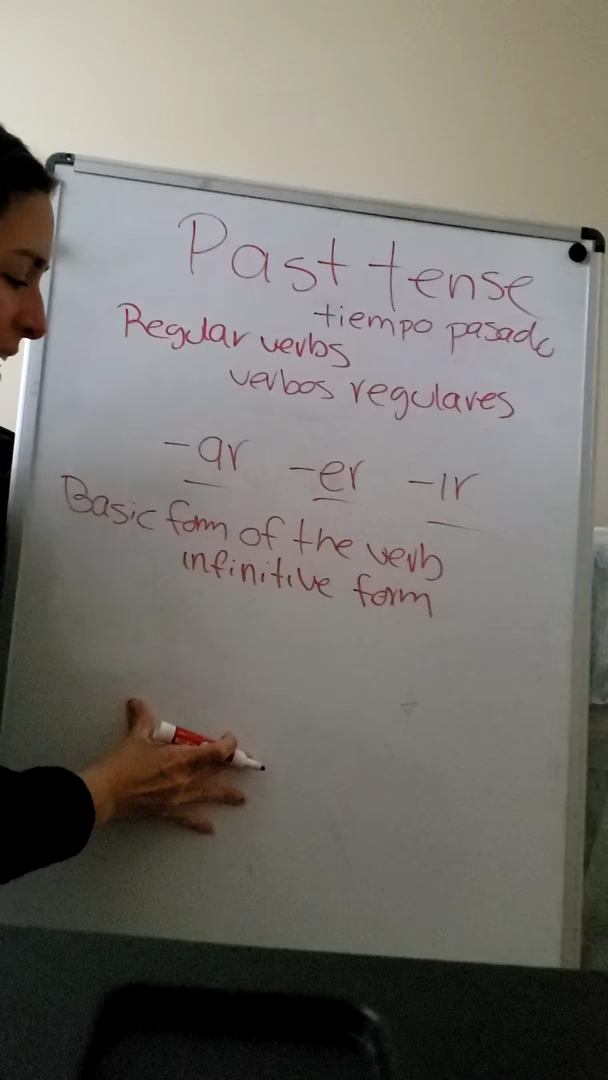 Past tense
tiempo pasado
Regular verbs
verbos regulares
-ar -er -ir
Basic form of the verb
infinitive form